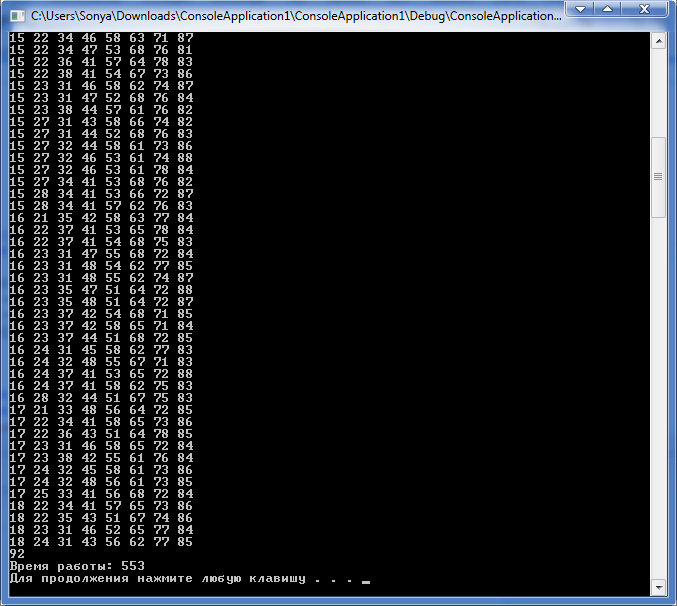 C:\Users\Sonya\Downloads\ConsoleApplication1\ConsoleApplication1\Debug\ConsoleApplication...
15 22 34 46 58 63 71 87
15 22 34 47 53 68 76 81
15 22 36 41 57 64 78 83
15 22 38 41 54 67 73 86
15 23 31 46 58 62 74 87
15 23 31 47 52 68 76 84
15 23 38 44 57 61 76 82
15 27 31 43 58 66 74 82
15 27 31 44 52 68 76 83
15 27 32 44 58 61 73 86
15 27 32 46 53 61 74 88
15 27 32 46 53 61 78 84
15 27 34 41 53 68 76 82
15 28 34 41 53 66 72 87
15 28 34 41 57 62 76 83
16 21 35 42 58 63 77 84
16 22 37 41 53 65 78 84
16 22 37 41 54 68 75 83
16 23 31 47 55 68 72 84
16 23 31 48 54 62 77 85
16 23 31 48 55 62 74 87
16 23 35 47 51 64 72 88
16 23 35 48 51 64 72 87
16 23 37 42 54 68 71 85
16 23 37 42 58 65 71 84
16 23 37 44 51 68 72 85
16 24 31 45 58 62 77 83
16 24 32 48 55 67 71 83
16 24 37 41 53 65 72 88
16 24 37 41 58 62 75 83
16 28 32 44 51 67 75 83
17 21 33 48 56 64 72 85
17 22 34 41 58 65 73 86
17 22 36 43 51 64 78 85
17 23 31 46 58 65 72 84
17 23 38 42 55 61 76 84
17 24 32 45 58 61 73 86
17 24 32 48 56 61 73 85
17 25 33 41 56 68 72 84
18 22 34 41 57 65 73 86
18 22 35 43 51 67 74 86
18 23 31 46 52 65 77 84
18 24 31 43 56 62 77 85
92
Время работы: 553
Для продолжения нажмите любую клавишу . . . _